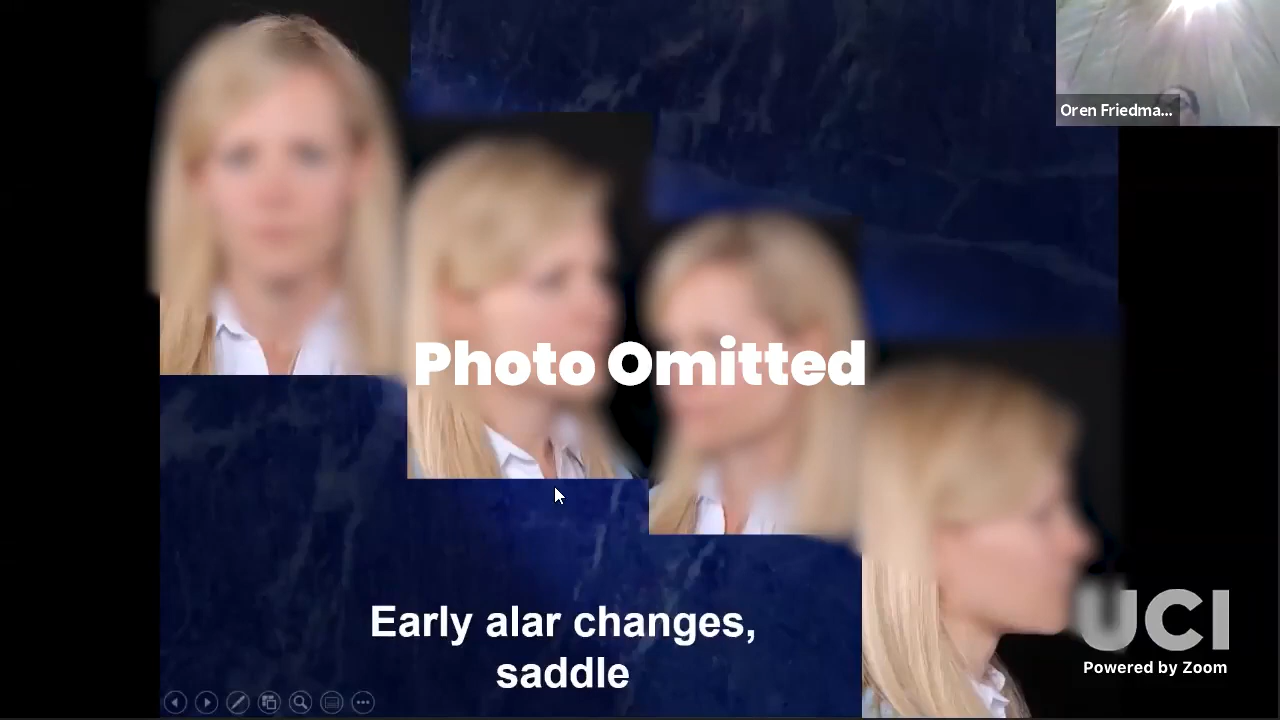 Oren Friedma...
Photo Omitted
Early alar changes,
saddle
UCI
Powered by Zoom